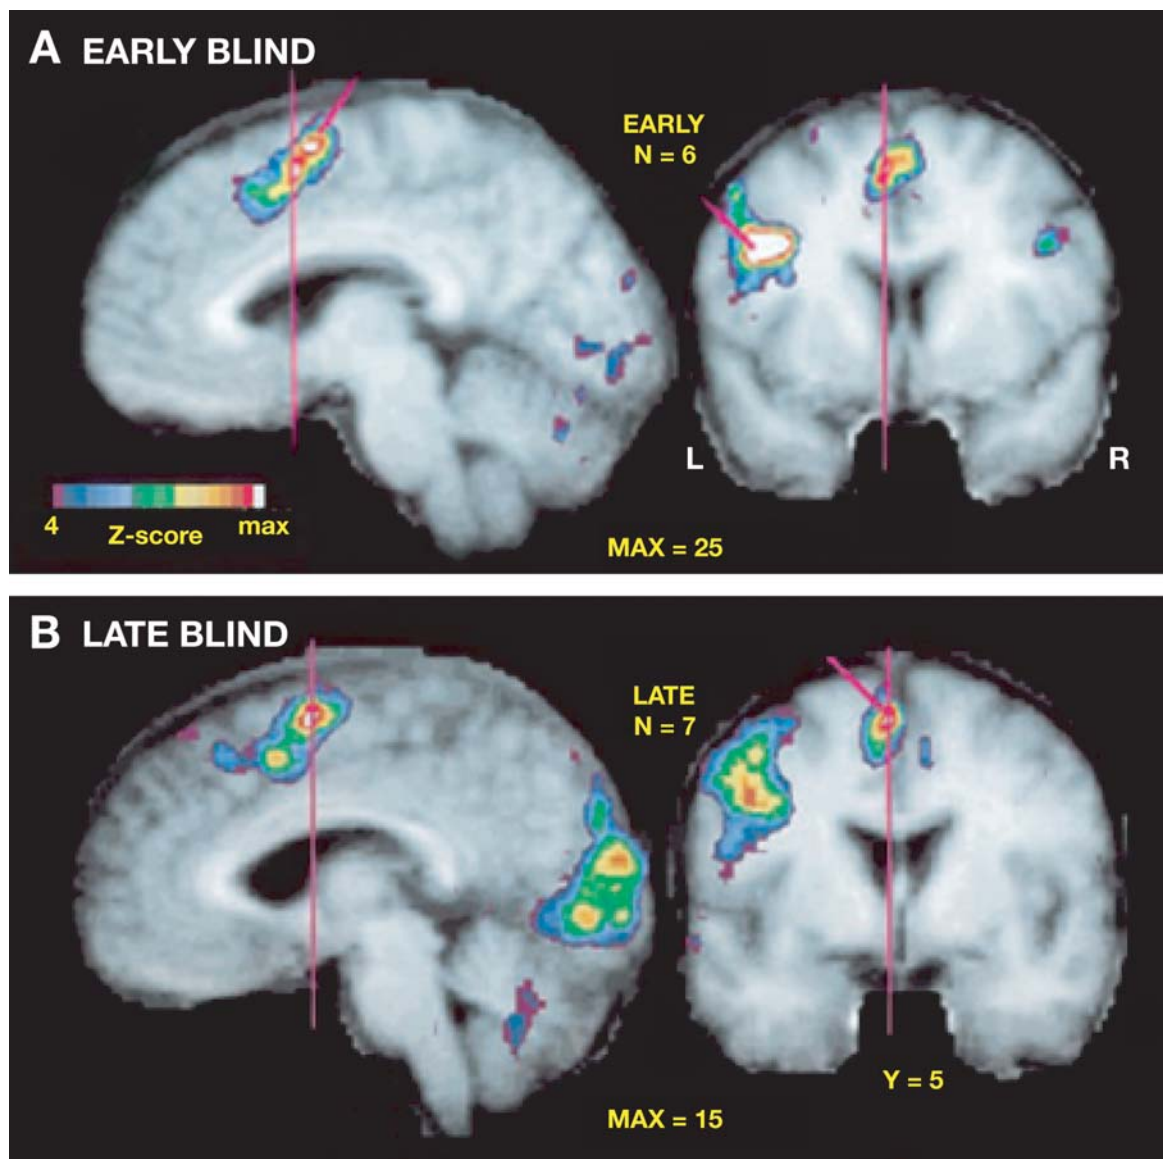 A EARLY BLIND
EARLY
N = 6
L
R
4
Z-score
max
MAX = 25
B LATE BLIND
LATE
N = 7
Y = 5
MAX = 15